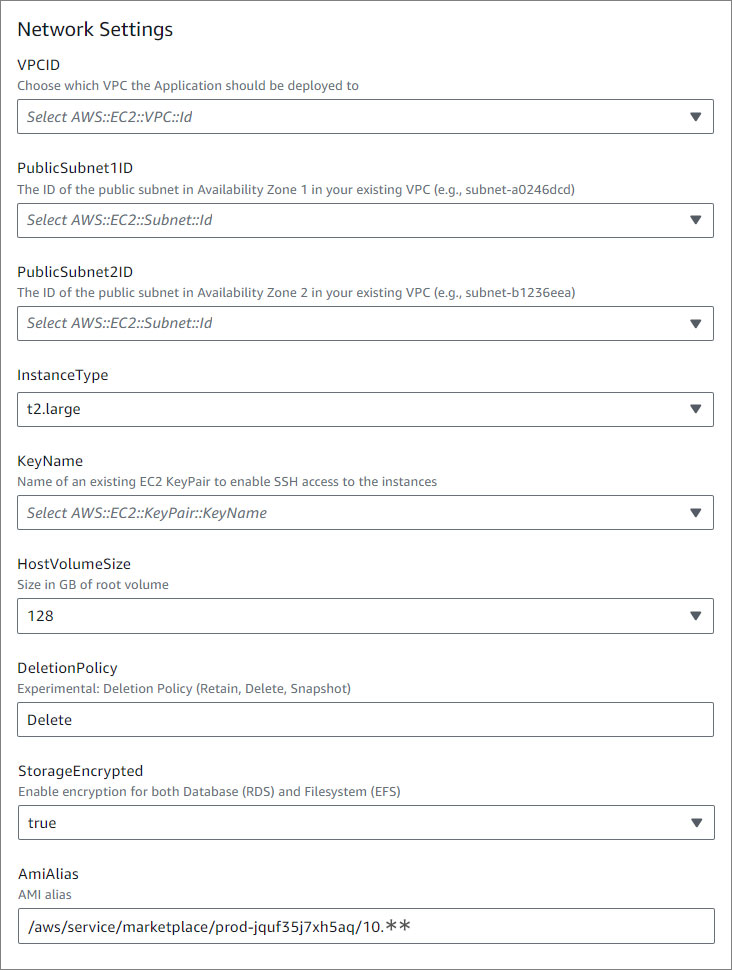 Network Settings
VPCID
Choose which VPC the Application should be deployed to
Select AWS::EC2::VPC::Id
PublicSubnet1ID
The ID of the public subnet in Availability Zone 1 in your existing VPC (e.g., subnet-a0246dcd)
Select AWS::EC2::Subnet::Id
PublicSubnet2ID
The ID of the public subnet in Availability Zone 2 in your existing VPC (e.g., subnet-b1236eea)
Select AWS::EC2::Subnet::Id
InstanceType
t2.large
KeyName
Name of an existing EC2 KeyPair to enable SSH access to the instances
Select AWS::EC2::KeyPair::KeyName
HostVolumeSize
Size in GB of root volume
128
DeletionPolicy
Experimental: Deletion Policy (Retain, Delete, Snapshot)
Delete
StorageEncrypted
Enable encryption for both Database (RDS) and Filesystem (EFS)
true
AmiAlias
AMI alias
/aws/service/marketplace/prod-jquf35j7xh5aq/10.**